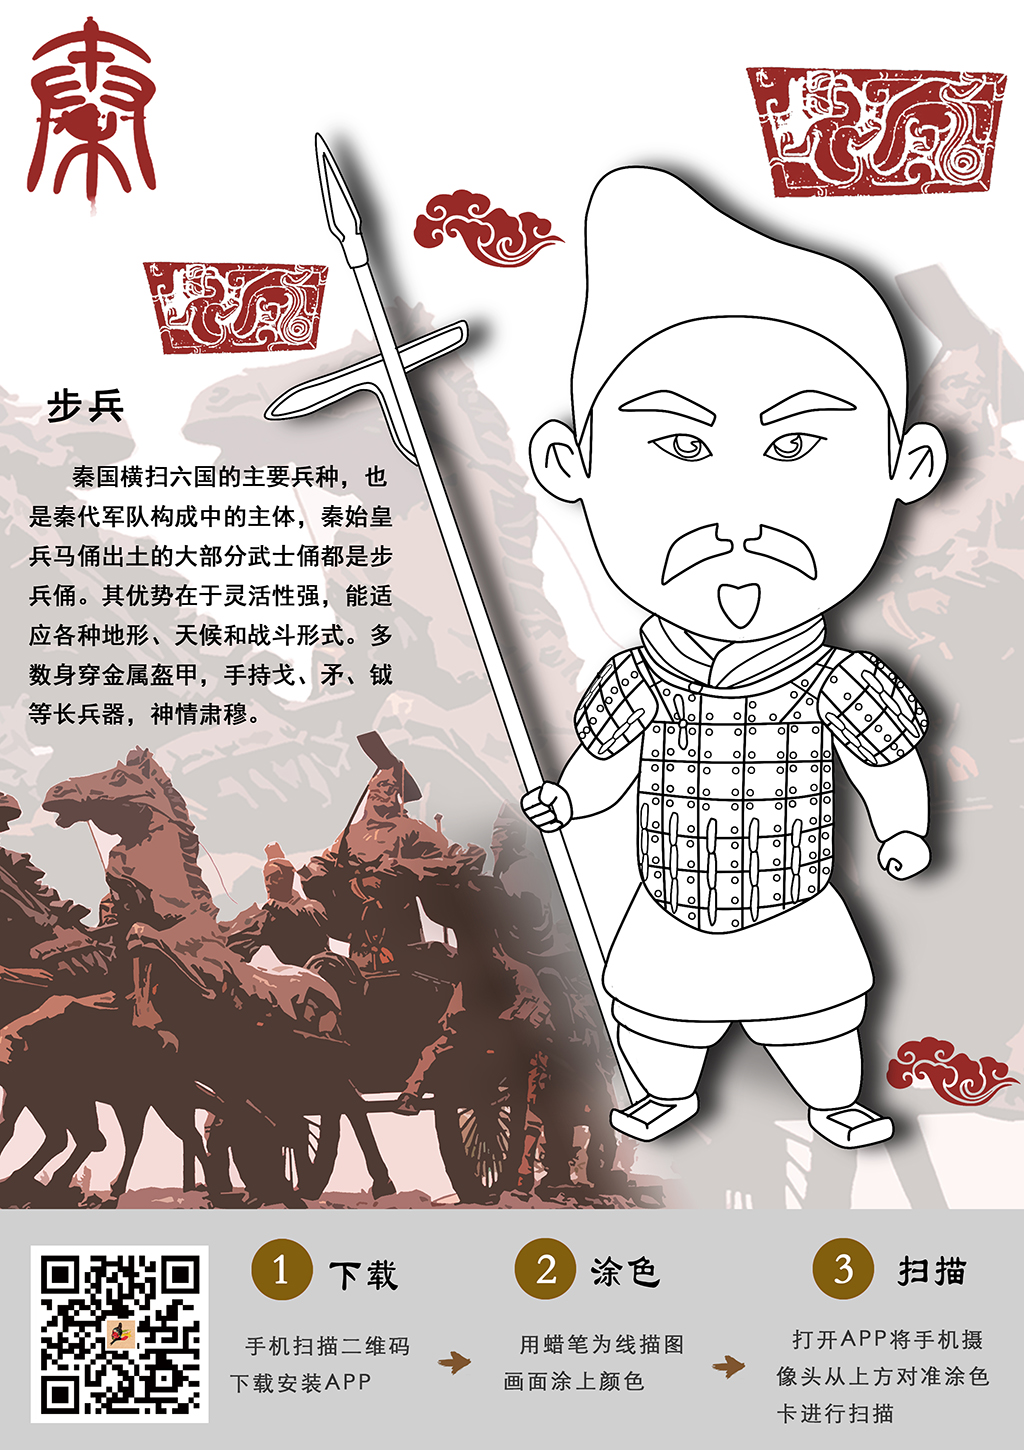 秦
步兵
秦国横扫六国的主要兵种，也
是秦代军队构成中的主体，秦始皇
兵马俑出土的大部分武士俑都是步
兵俑。其优势在于灵活性强，能适
应各种地形、天候和战斗形式。多
数身穿金属盔甲，手持戈、矛、钺
等长兵器，神情肃穆。
1 下载
手机扫描二维码
下载安装APP
2 涂色
用蜡笔为线描图
画面涂上颜色
3 扫描
打开APP将手机摄
像头从上方对准涂色
卡进行扫描